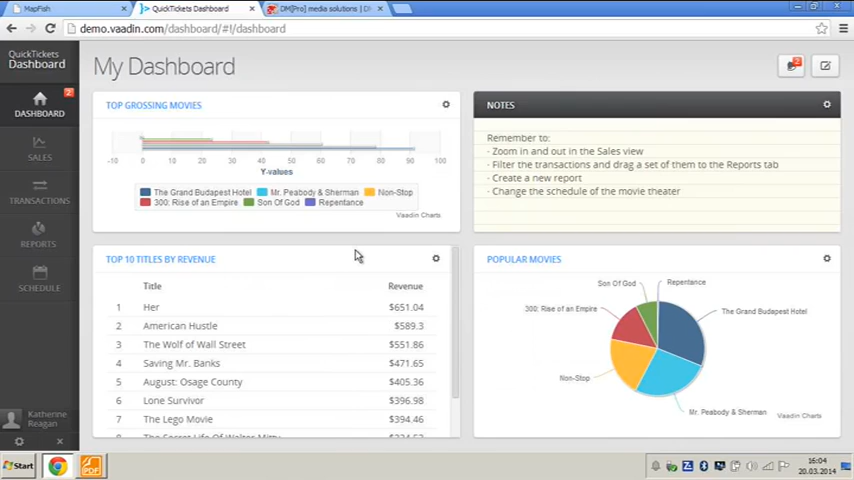 MapFish
QuickTickets Dashboard
DM[Pro] media solutions | D
demo.vaadin.com/dashboard/#!/dashboard
QuickTickets
Dashboard
2
DASHBOARD
SALES
TRANSACTIONS
REPORTS
SCHEDULE
Katherine
Reagan
My Dashboard
2
TOP GROSSING MOVIES
-10 0 10 20 30 40 50 60 70 80 90 100
Y-values
The Grand Budapest Hotel Mr. Peabody & Sherman Non-Stop
300: Rise of an Empire Son Of God Repentance
Vaadin Charts
NOTES
Remember to:
· Zoom in and out in the Sales view
· Filter the transactions and drag a set of them to the Reports tab
· Create a new report
· Change the schedule of the movie theater
TOP 10 TITLES BY REVENUE
Title Revenue
1 Her $651.04
2 American Hustle $589.3
3 The Wolf of Wall Street $551.86
4 Saving Mr. Banks $471.65
5 August: Osage County $405.36
6 Lone Survivor $396.98
7 The Lego Movie $394.46
POPULAR MOVIES
Son Of God
Repentance
300: Rise of an Empire
The Grand Budapest Hotel
Non-Stop
Mr. Peabody & Sherman
Vaadin Charts
Start
PDF
16:04
20.03.2014